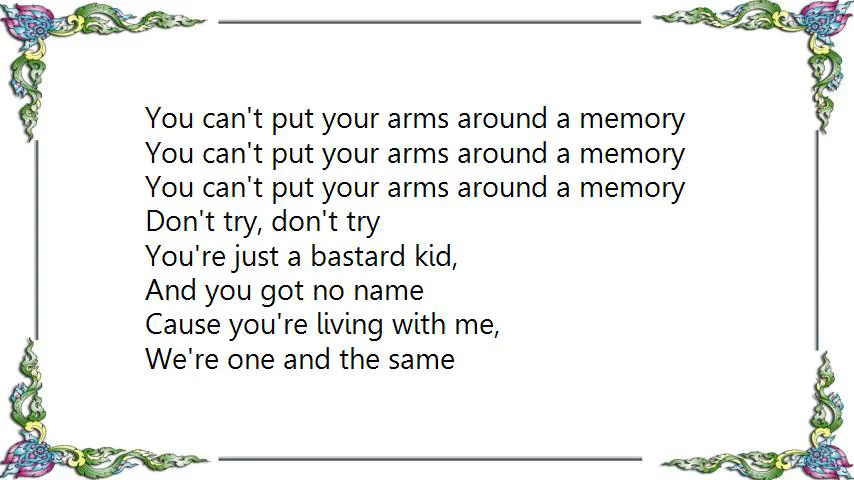 You can't put your arms around a memory
You can't put your arms around a memory
You can't put your arms around a memory
Don't try, don't try
You're just a bastard kid,
And you got no name
Cause you're living with me,
We're one and the same